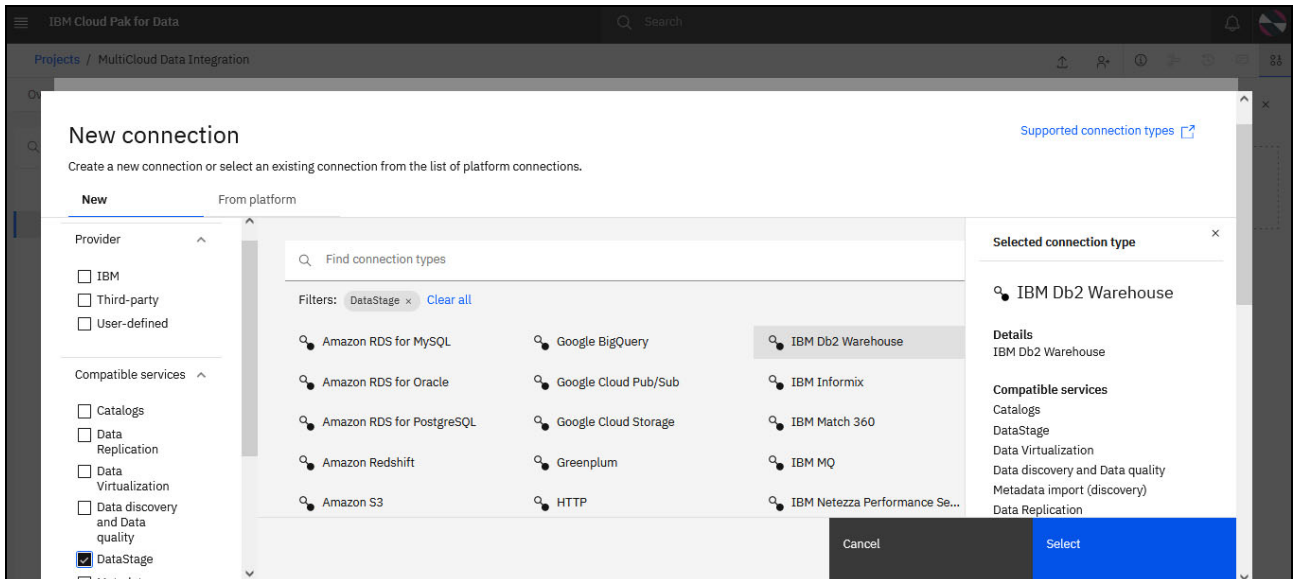 IBM Cloud Pak for Data
Search
Projects / MultiCloud Data Integration
Ov
New connection
Supported connection types
Create a new connection or select an existing connection from the list of platform connections.
New
From platform
Provider
IBM
Third-party
User-defined
Compatible services
Catalogs
Data
Replication
Data
Virtualization
Data discovery
and Data
quality
DataStage
Find connection types
Filters: DataStage × Clear all
Amazon RDS for MySQL
Google BigQuery
IBM Db2 Warehouse
Amazon RDS for Oracle
Google Cloud Pub/Sub
IBM Informix
Amazon RDS for PostgreSQL
Google Cloud Storage
IBM Match 360
Amazon Redshift
Greenplum
IBM MQ
Amazon S3
HTTP
IBM Netezza Performance Se...
Selected connection type
IBM Db2 Warehouse
Details
IBM Db2 Warehouse
Compatible services
Catalogs
DataStage
Data Virtualization
Data discovery and Data quality
Metadata import (discovery)
Data Replication
Cancel
Select